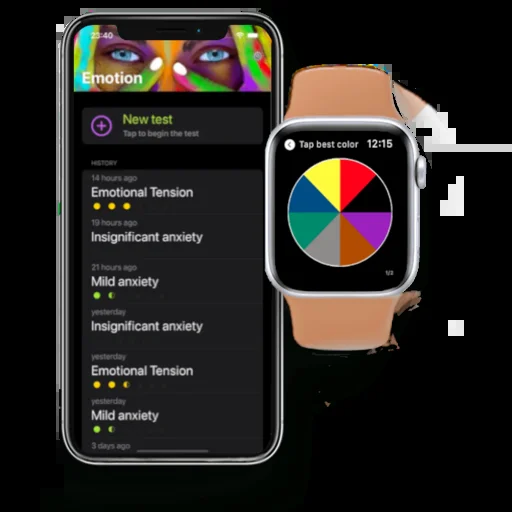 23:40
Emotion
New test
Tap to begin the test
HISTORY
14 hours ago
Emotional Tension
19 hours ago
Insignificant anxiety
21 hours ago
Mild anxiety
yesterday
Insignificant anxiety
yesterday
Emotional Tension
yesterday
Mild anxiety
3 days ago
Tap best color 12:15